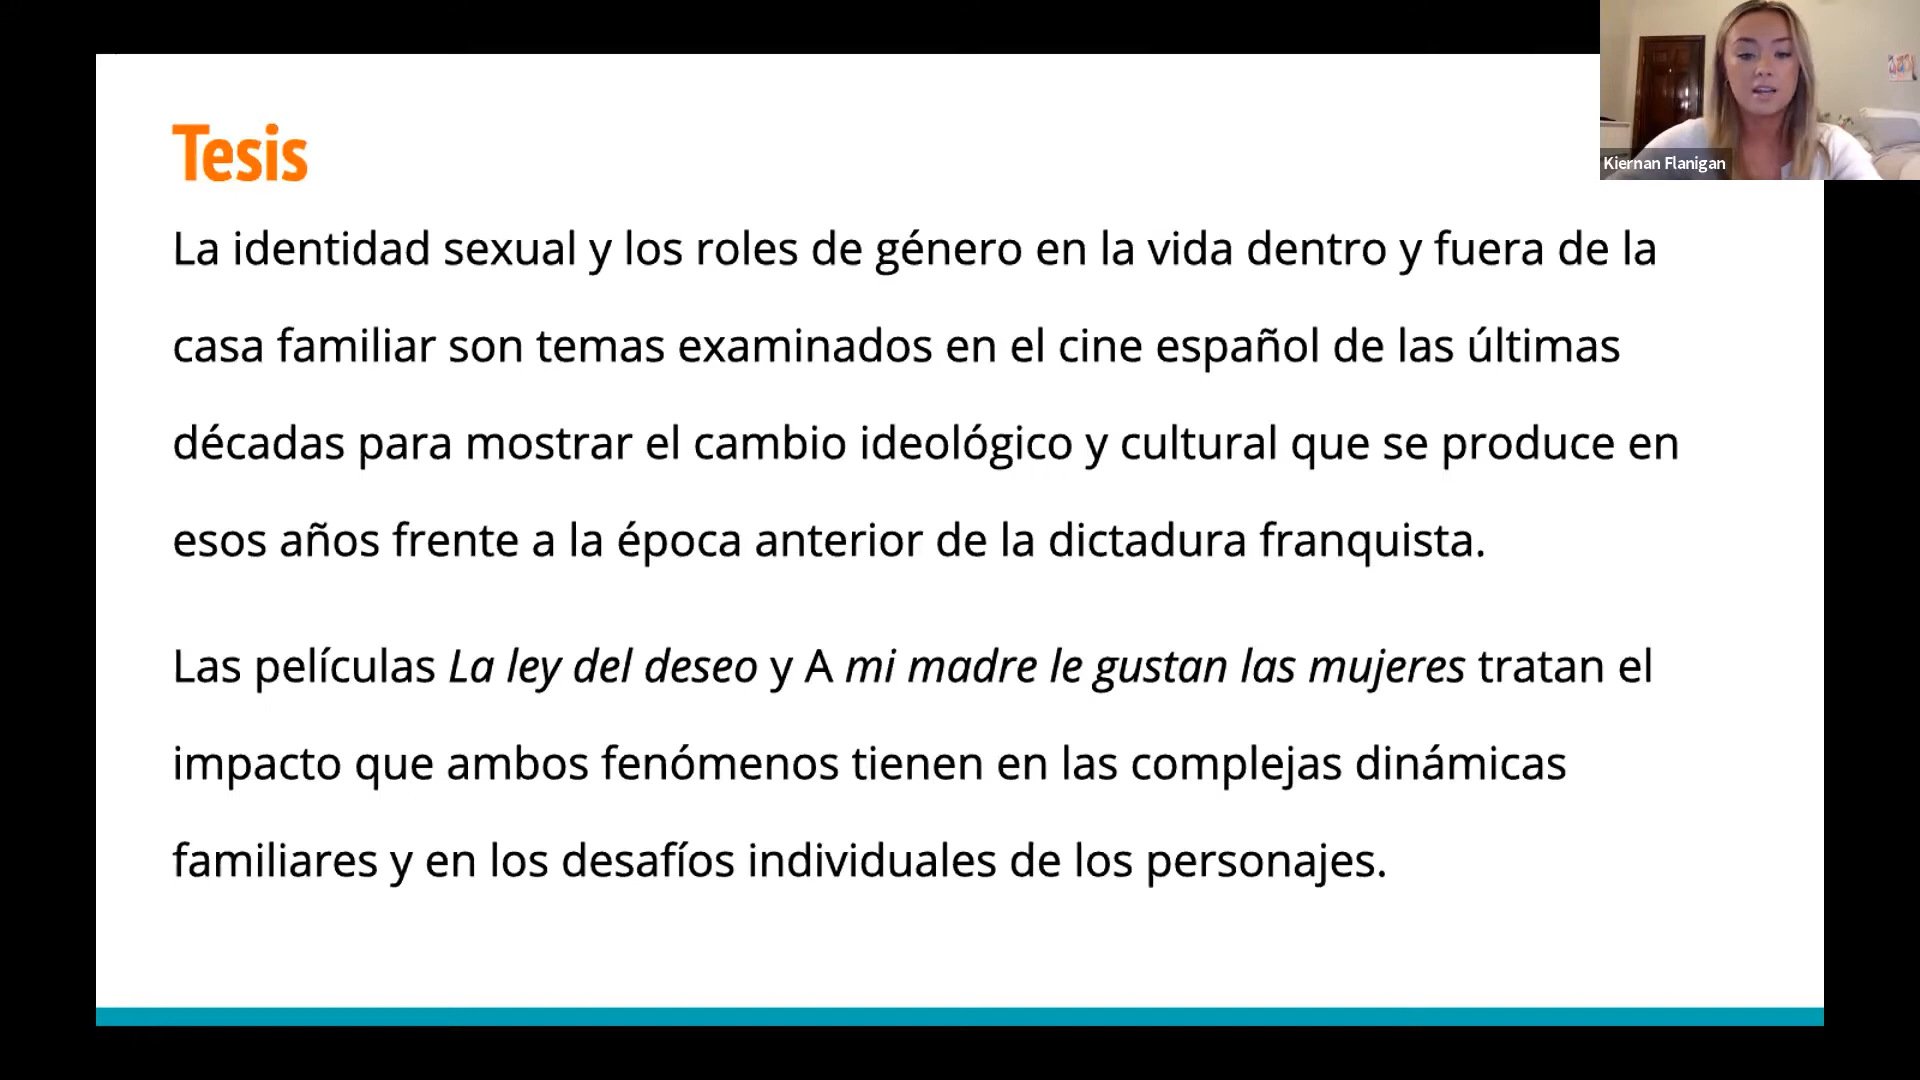 Tesis
La identidad sexual y los roles de género en la vida dentro y fuera de la
casa familiar son temas examinados en el cine español de las últimas
décadas para mostrar el cambio ideológico y cultural que se produce en
esos años frente a la época anterior de la dictadura franquista.
Las películas La ley del deseo y A mi madre le gustan las mujeres tratan el
impacto que ambos fenómenos tienen en las complejas dinámicas
familiares y en los desafíos individuales de los personajes.
Kiernan Flanigan